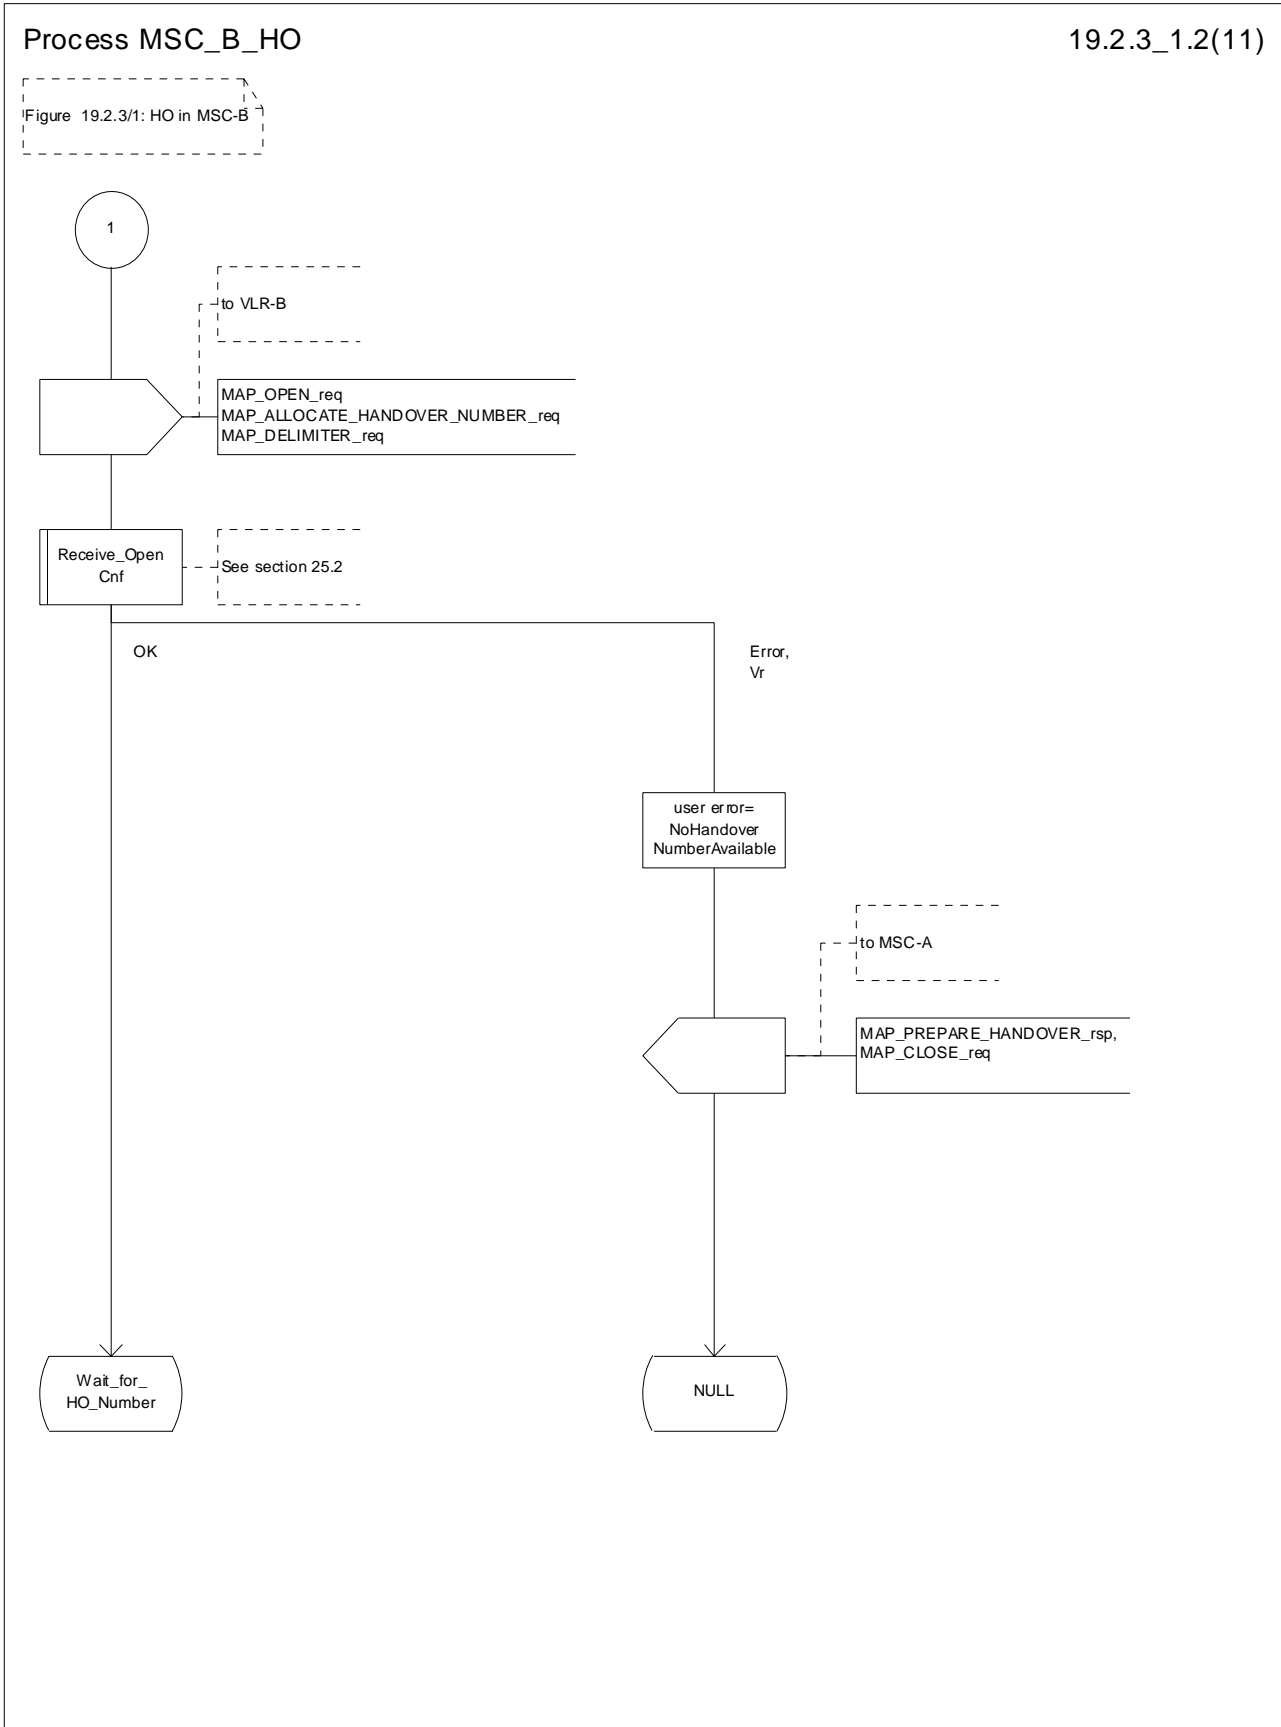 Process MSC_B_HO
19.2.3_1.2(11)
Figure 19.2.3/1: HO in MSC-B
1
to VLR-B
MAP_OPEN_req
MAP_ALLOCATE_HANDOVER_NUMBER_req
MAP_DELIMITER_req
Receive_Open
Cnf
See section 25.2
OK
Error,
Vr
user error=
NoHandover
NumberAvailable
to MSC-A
MAP_PREPARE_HANDOVER_rsp,
MAP_CLOSE_req
Wait_for_
HO_Number
NULL